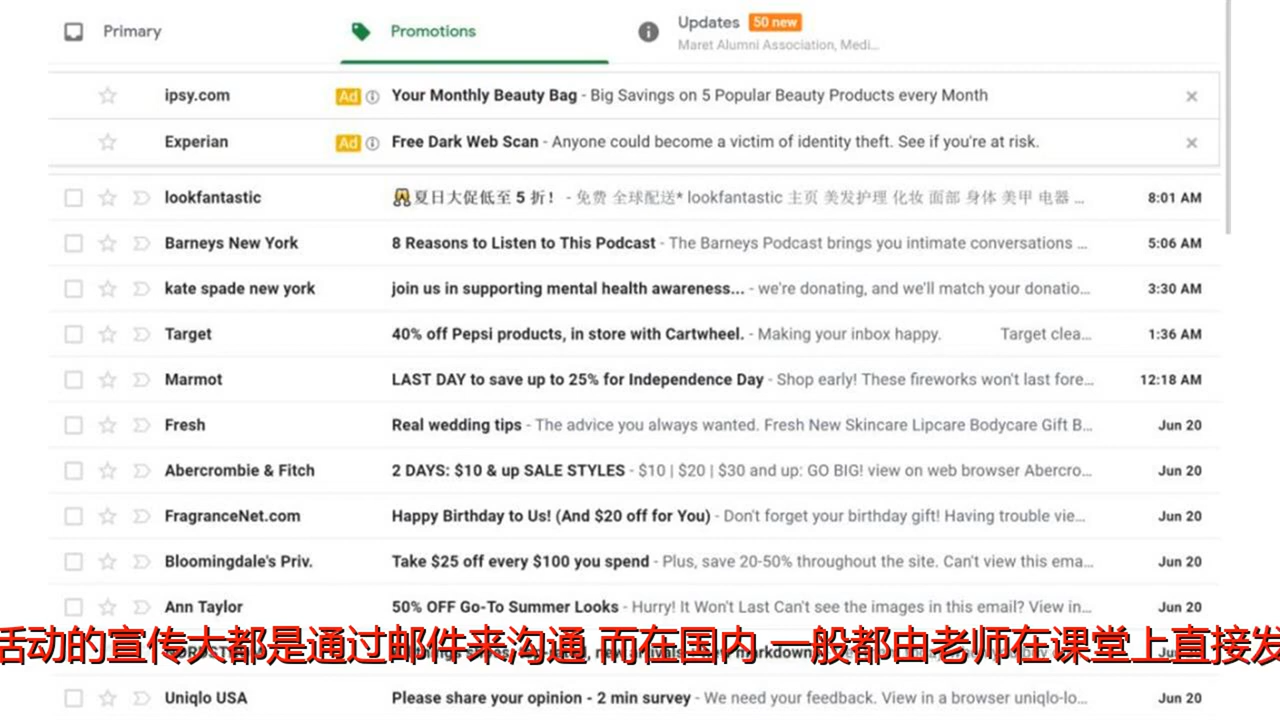 Primary
Promotions
Updates 50 new
Maret Alumni Association, Medi...
ipsy.com Ad Your Monthly Beauty Bag - Big Savings on 5 Popular Beauty Products every Month
Experian Ad Free Dark Web Scan - Anyone could become a victim of identity theft. See if you're at risk.
lookfantastic 夏日大促低至 5 折! - 免费 全球配送* lookfantastic 主页 美发护理 化妆 面部 身体 美甲 电器 ... 8:01 AM
Barneys New York 8 Reasons to Listen to This Podcast - The Barneys Podcast brings you intimate conversations ... 5:06 AM
kate spade new york join us in supporting mental health awareness... - we're donating, and we'll match your donatio... 3:30 AM
Target 40% off Pepsi products, in store with Cartwheel. - Making your inbox happy. Target clea... 1:36 AM
Marmot LAST DAY to save up to 25% for Independence Day - Shop early! These fireworks won't last fore... 12:18 AM
Fresh Real wedding tips - The advice you always wanted. Fresh New Skincare Lipcare Bodycare Gift B... Jun 20
Abercrombie & Fitch 2 DAYS: $10 & up SALE STYLES - $10 | $20 | $30 and up: GO BIG! view on web browser Abercro... Jun 20
FragranceNet.com Happy Birthday to Us! (And $20 off for You) - Don't forget your birthday gift! Having trouble vie... Jun 20
Bloomingdale's Priv. Take $25 off every $100 you spend - Plus, save 20-50% throughout the site. Can't view this ema... Jun 20
Ann Taylor 50% OFF Go-To Summer Looks - Hurry! It Won't Last Can't see the images in this email? View in... Jun 20
活动的宣传大都是通过邮件来沟通 而在国内 一般都由老师在课堂上直接发
Uniqlo USA Please share your opinion - 2 min survey - We need your feedback. View in a browser uniqlo-lo... Jun 20